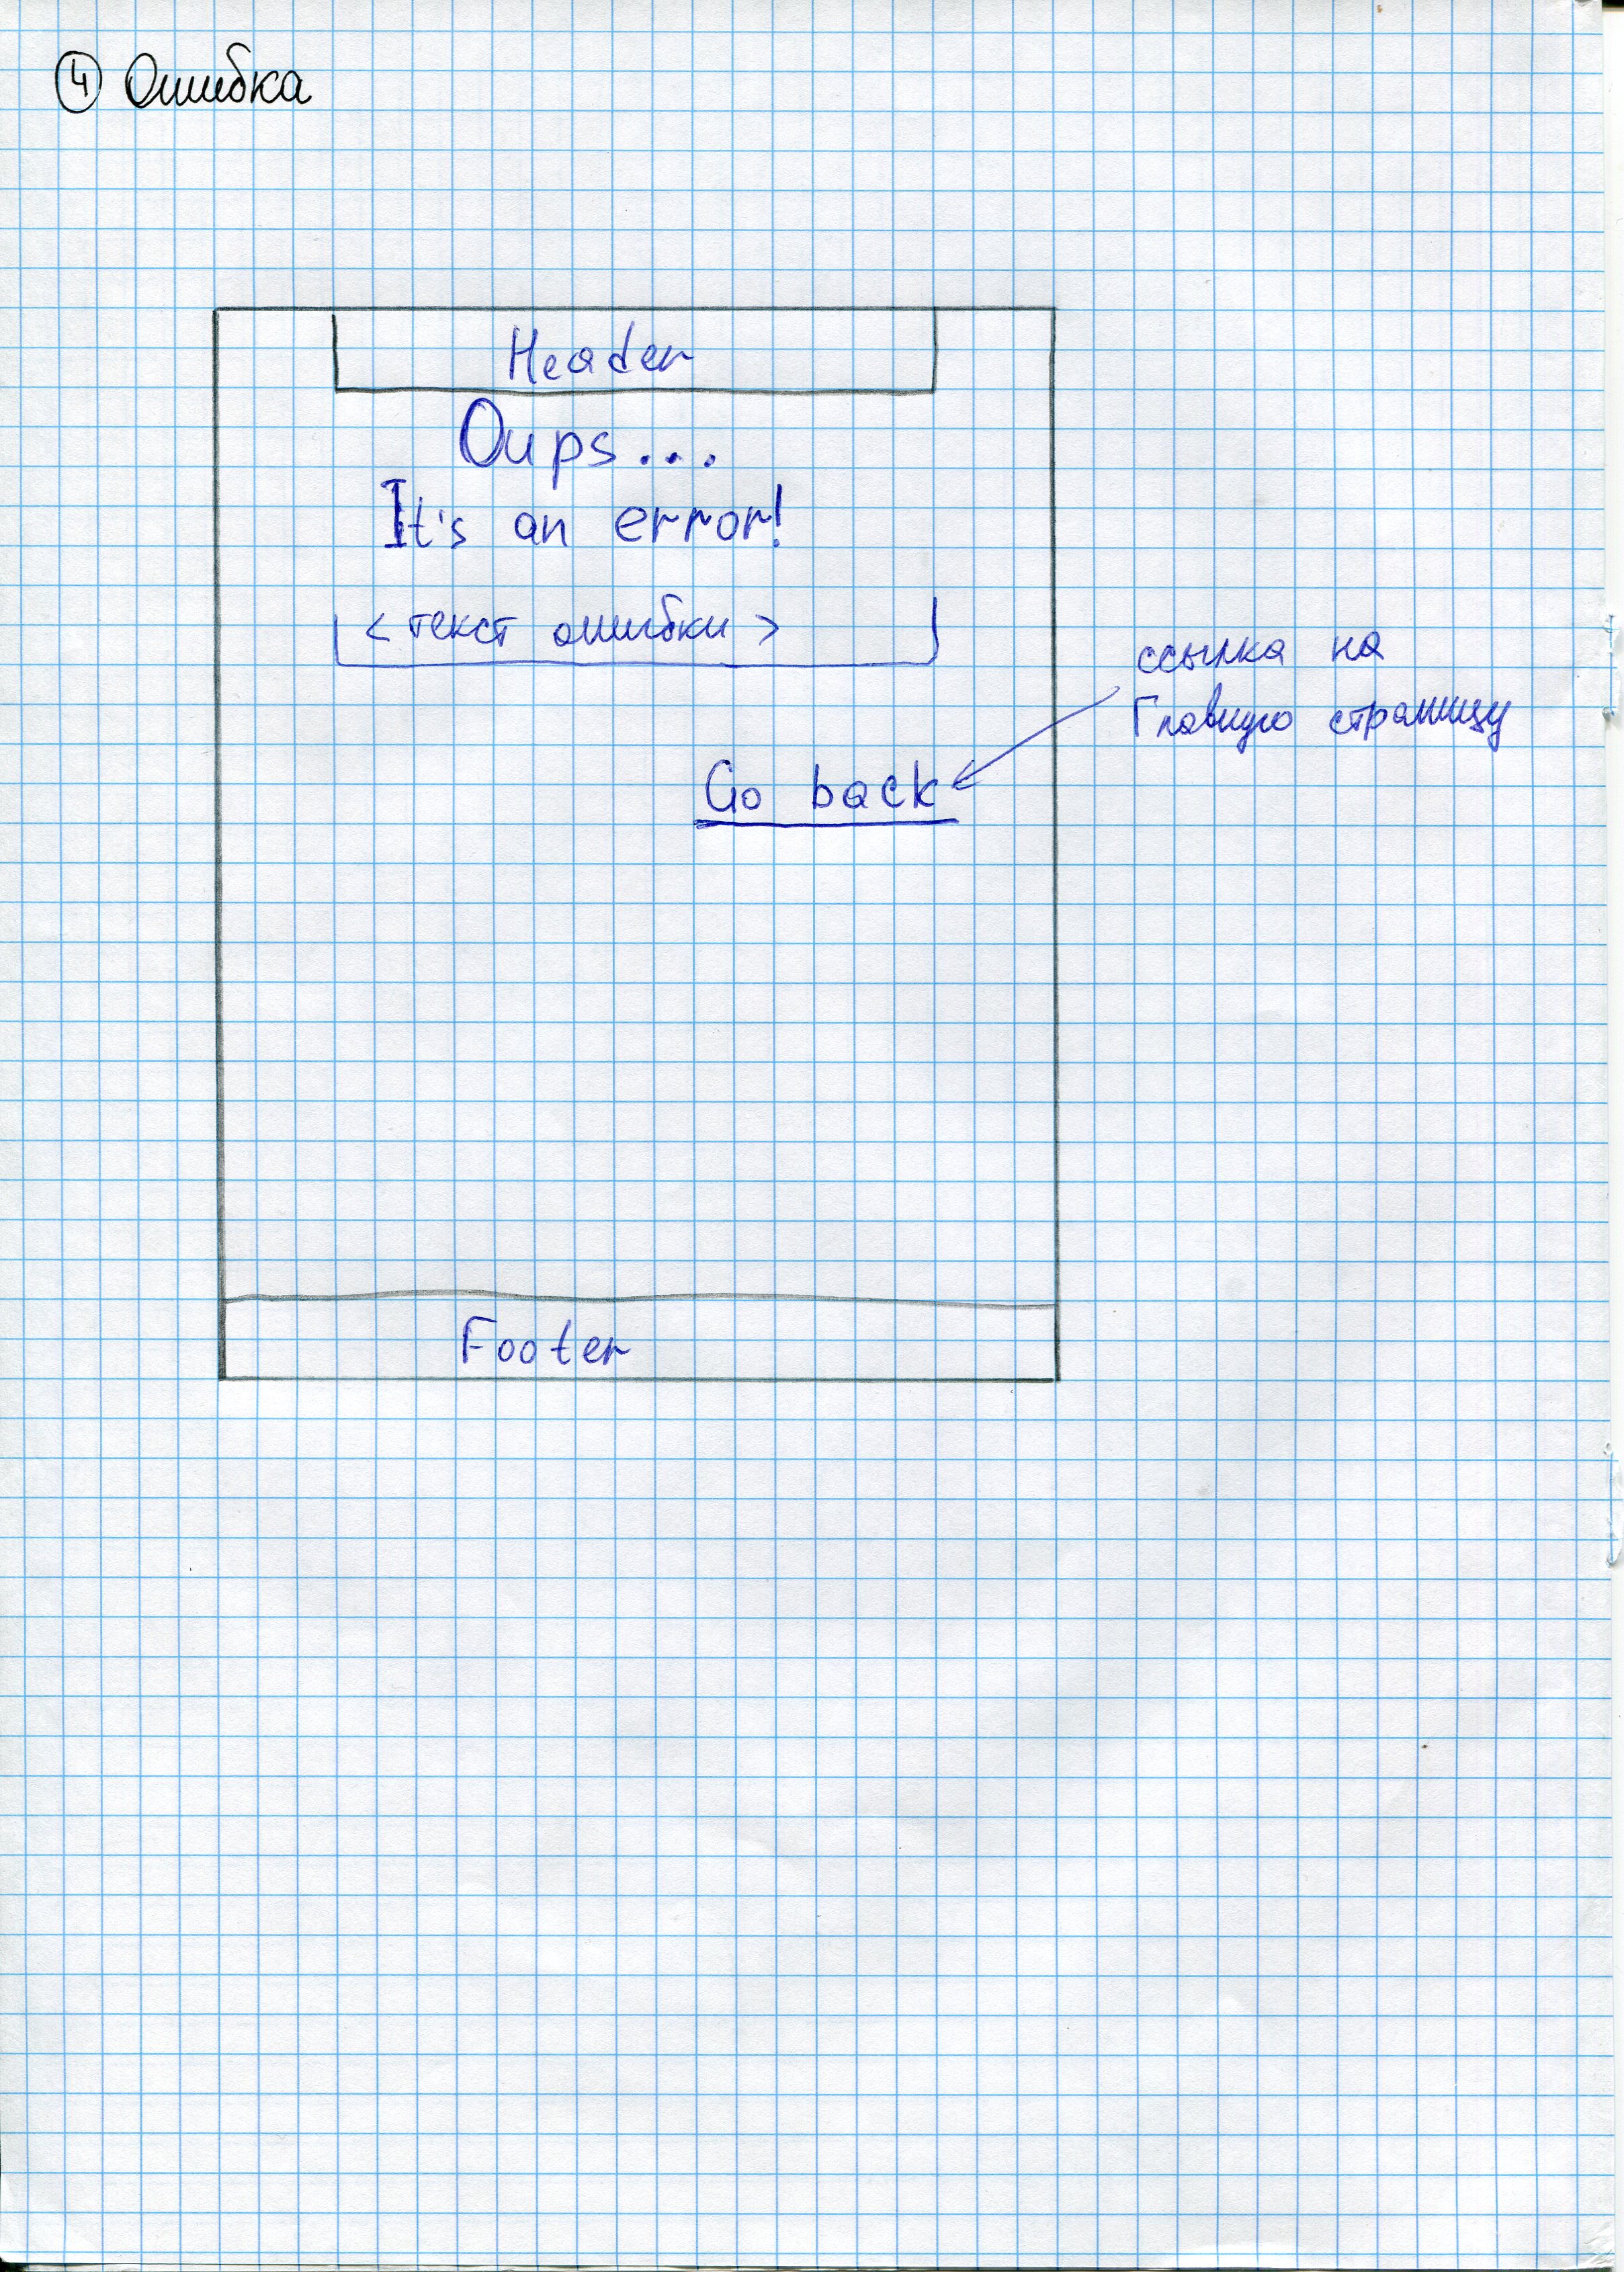 4 Ошибка
Header
Oups...
It's an error!
<текст ошибки>
ссылка на
Главную страницу
Go back
Footer